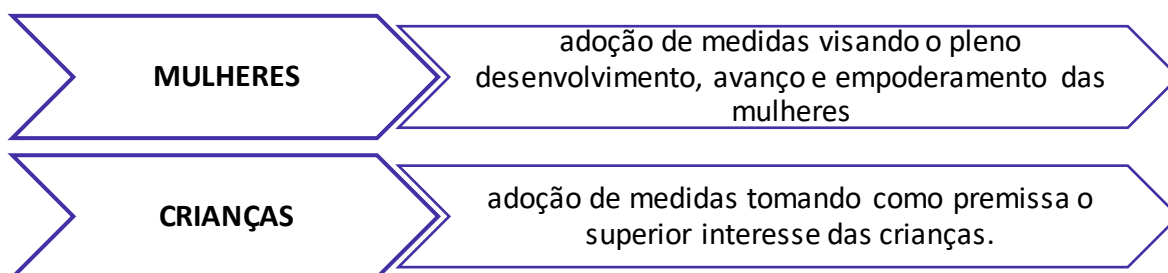 MULHERES
adoção de medidas visando o pleno
desenvolvimento, avanço e empoderamento das
mulheres
CRIANÇAS
adoção de medidas tomando como premissa o
superior interesse das crianças.